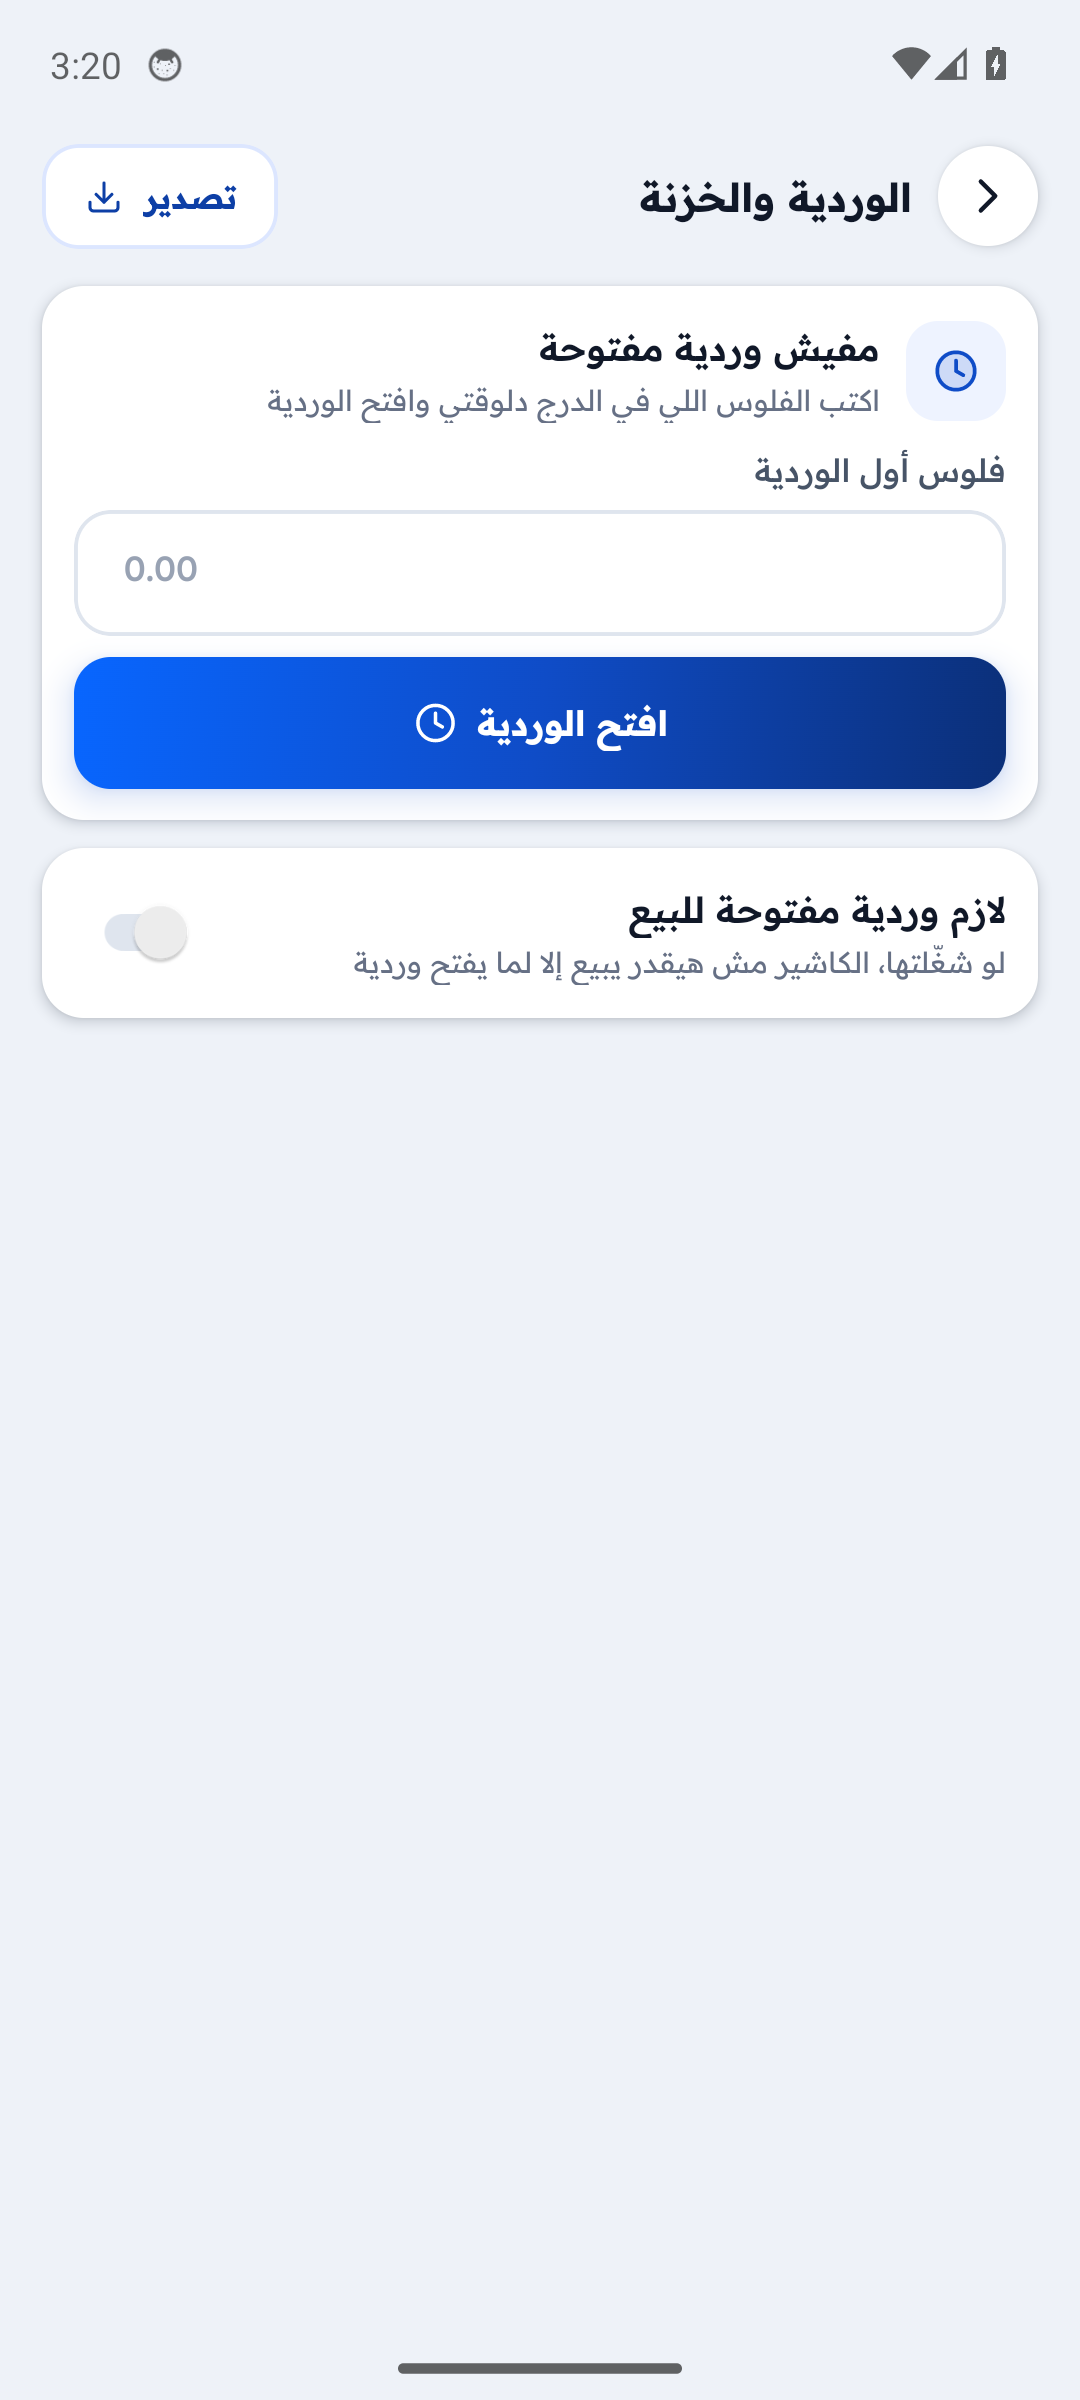 3:20
الوردية والخزنة
تصدير
مفيش وردية مفتوحة
اكتب الفلوس اللي في الدرج دلوقتي وافتح الوردية
فلوس أول الوردية
0.00
افتح الوردية
لازم وردية مفتوحة للبيع
لو شغّلتها، الكاشير مش هيقدر يبيع إلا لما يفتح وردية